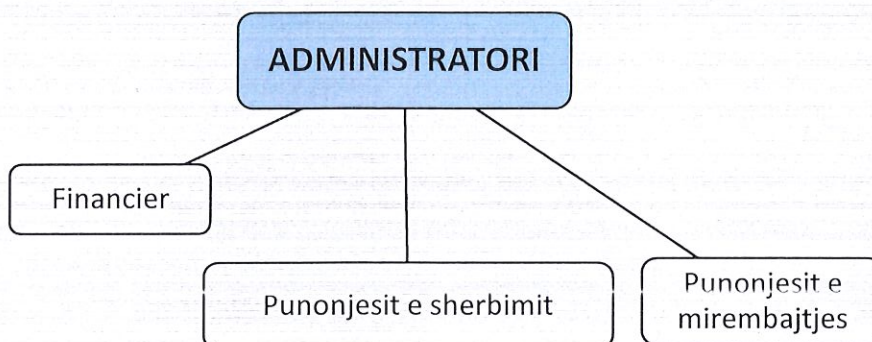 ADMINISTRATORI
Financier
Punonjesit e sherbimit
Punonjesit e
mirembajtjes